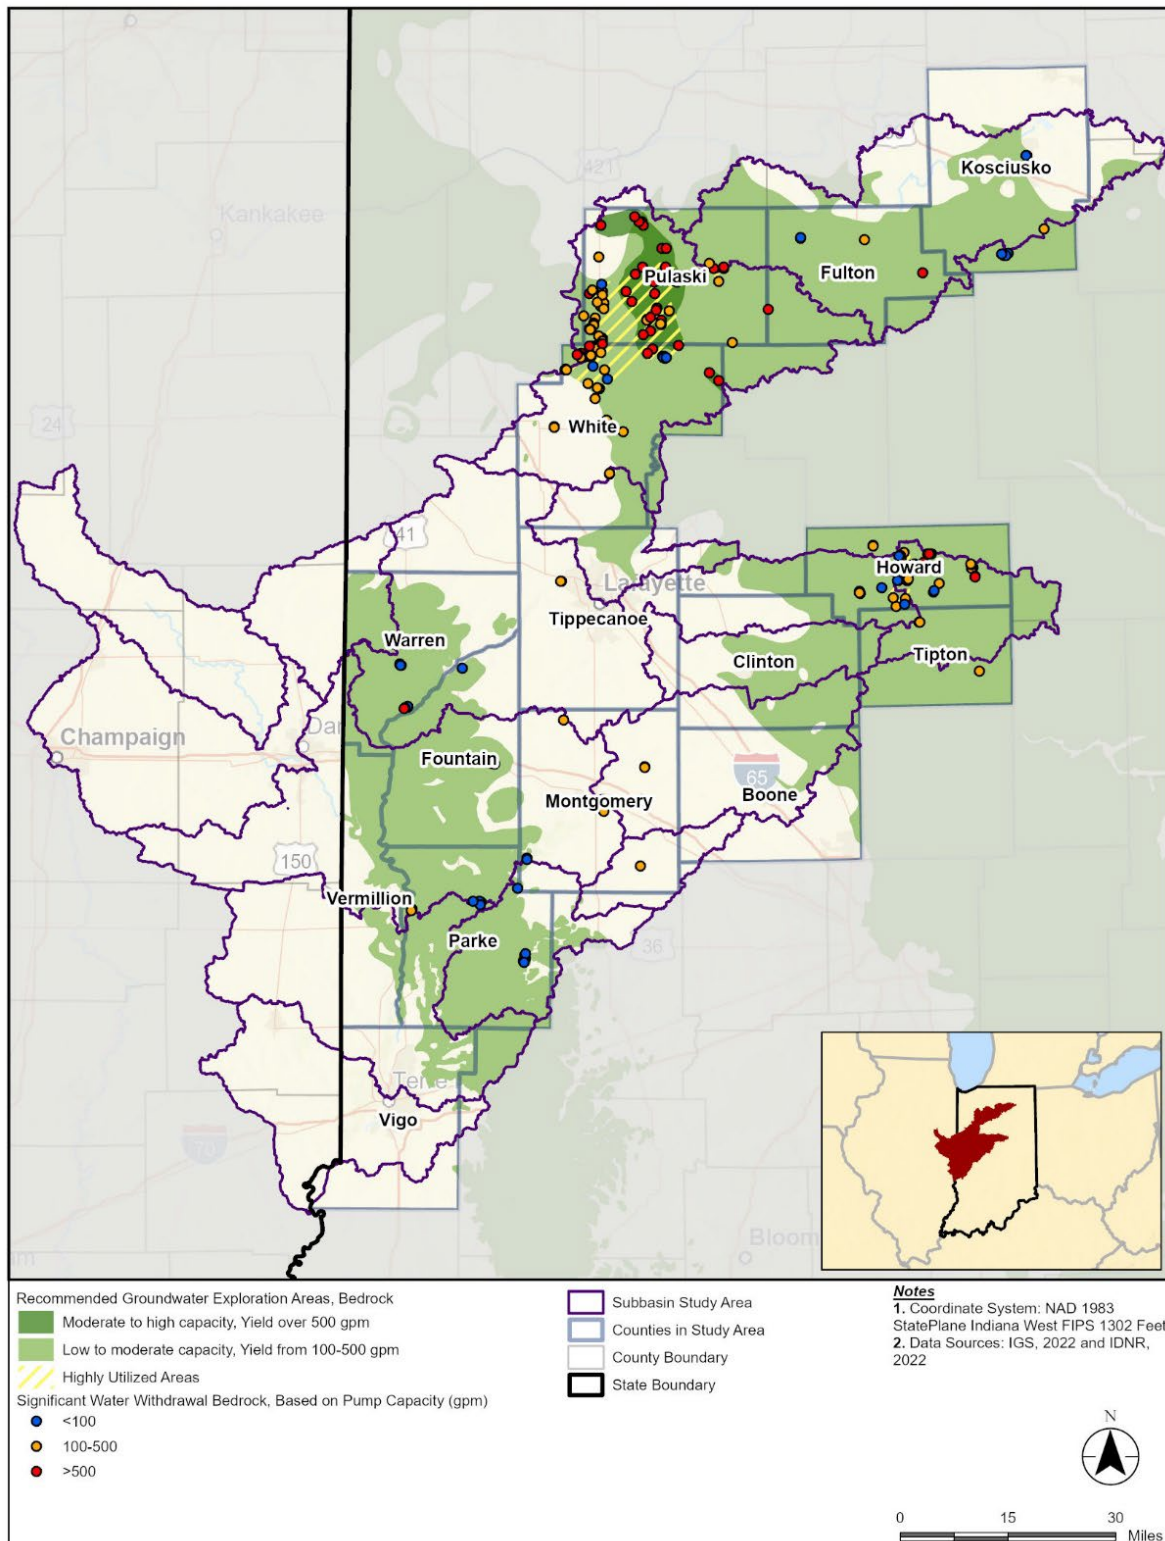 Kankakee
421
Kosciusko
Pulaski
Fulton
24
White
41
Lafayette
Howard
Tippecanoe
Warren
Clinton
Tipton
Champaign
Dan
Fountain
65
Montgomery
Boone
150
Vermillion
Parke
36
Terre
Vigo
70
Bloom
Recommended Groundwater Exploration Areas, Bedrock
Moderate to high capacity, Yield over 500 gpm
Low to moderate capacity, Yield from 100-500 gpm
Highly Utilized Areas
Significant Water Withdrawal Bedrock, Based on Pump Capacity (gpm)
<100
100-500
>500
Subbasin Study Area
Counties in Study Area
County Boundary
State Boundary
Notes
1. Coordinate System: NAD 1983
StatePlane Indiana West FIPS 1302 Feet
2. Data Sources: IGS, 2022 and IDNR,
2022
N
0 15 30
Miles